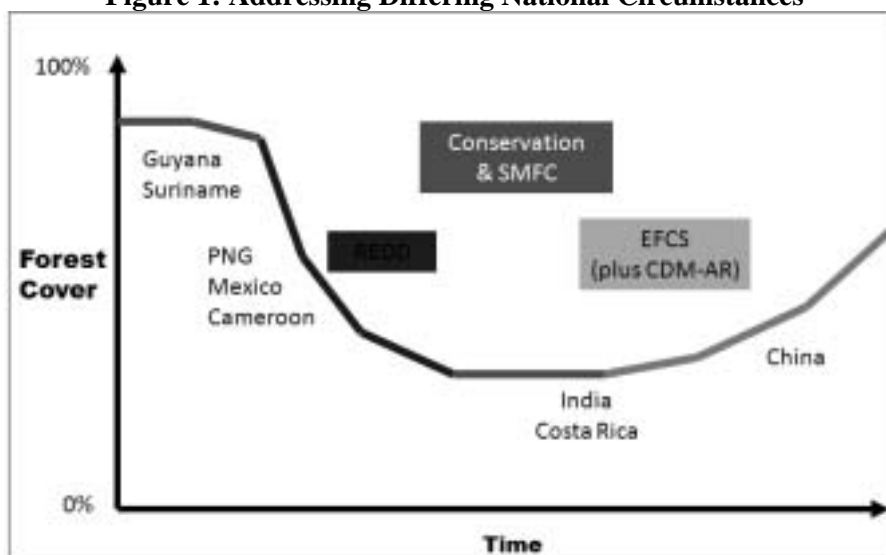 Figure 1: Addressing Differing National Circumstances
100%
Guyana
Suriname
Conservation
& SMFC
REDD
EFCS
(plus CDM-AR)
Forest
Cover
PNG
Mexico
Cameroon
China
India
Costa Rica
0%
Time